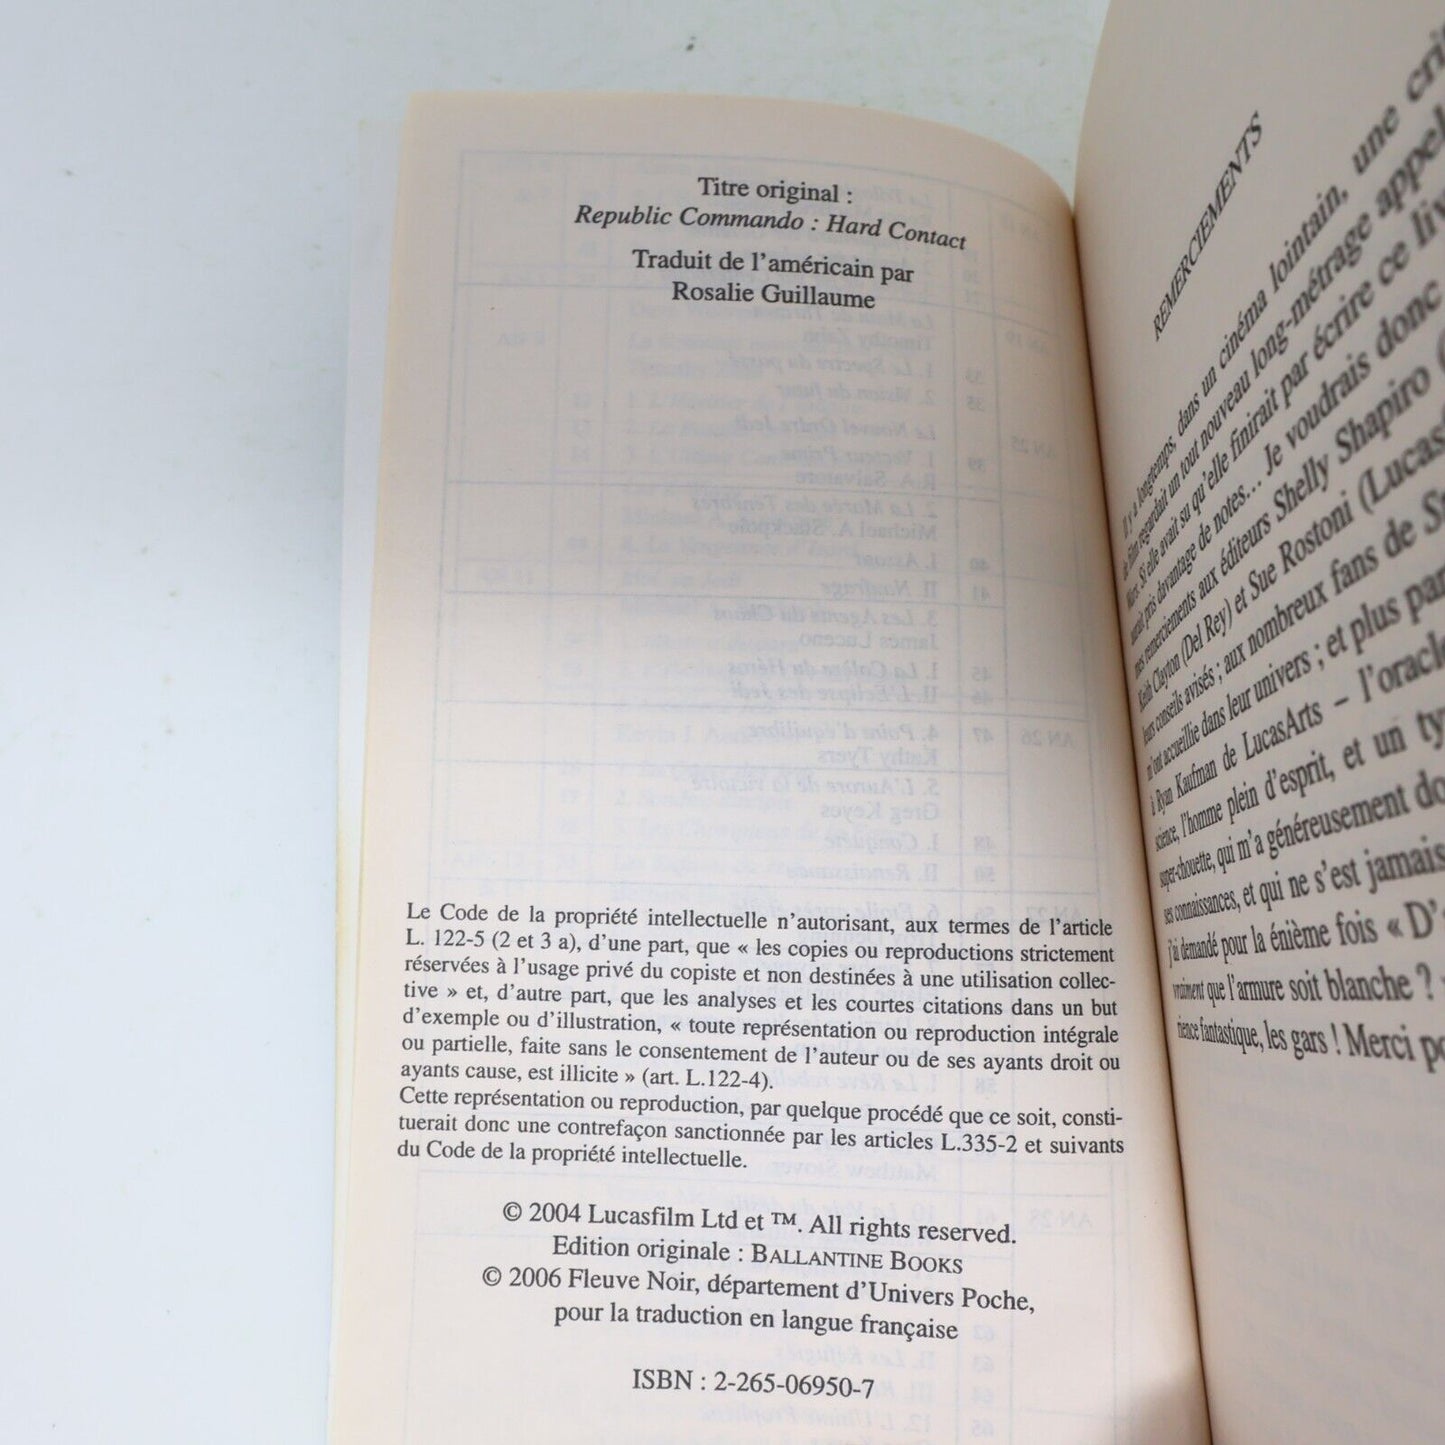 Titre original :
Republic Commando : Hard Contact
Traduit de l'américain par
Rosalie Guillaume
Le Code de la propriété intellectuelle n'autorisant, aux termes de l'article
L. 122-5 (2 et 3 a), d'une part, que « les copies ou reproductions strictement
réservées à l'usage privé du copiste et non destinées à une utilisation collec-
tive » et, d'autre part, que les analyses et les courtes citations dans un but
d'exemple ou d'illustration, « toute représentation ou reproduction intégrale
ou partielle, faite sans le consentement de l'auteur ou de ses ayants droit ou
ayants cause, est illicite » (art. L.122-4).
Cette représentation ou reproduction, par quelque procédé que ce soit, consti-
tuerait donc une contrefaçon sanctionnée par les articles L.335-2 et suivants
du Code de la propriété intellectuelle.
© 2004 Lucasfilm Ltd et ™. All rights reserved.
Edition originale : BALLANTINE BOOKS
© 2006 Fleuve Noir, département d'Univers Poche,
pour la traduction en langue française
ISBN : 2-265-06950-7
REMERCIEMENTS
Il y a longtemps, dans un cinéma lointain, une
de film regardait un tout nouveau long-métrage
Wars. Si elle avait su qu'elle finirait par écrire ce
aurait pris davantage de notes... Je voudrais donc
mes remerciements aux éditeurs Shelly Shapiro
Keith Clayton (Del Rey) et Sue Rostoni
leurs conseils avisés ; aux nombreux fans de
m'ont accueillie dans leur univers ; et plus
à Ryan Kaufman de LucasArts – l'oracle
science, l'homme plein d'esprit, et un
super-chouette, qui m'a généreusement
ses connaissances, et qui ne s'est jamais
j'ai demandé pour la énième fois «
vraiment que l'armure soit blanche ?
rience fantastique, les gars ! Merci